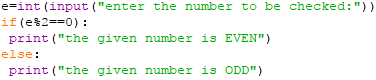 e=int(input("enter the number to be checked:"))
if(e%2==0):
 print("the given number is EVEN")
else:
 print("the given number is ODD")